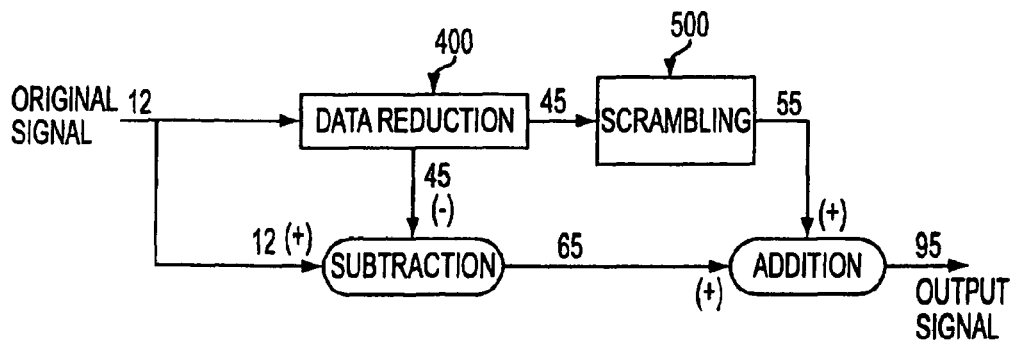 400
500
ORIGINAL 12
SIGNAL
DATA REDUCTION
45
SCRAMBLING
55
45
(-)
(+)
12 (+)
SUBTRACTION
65
(+)
ADDITION
95
OUTPUT
SIGNAL